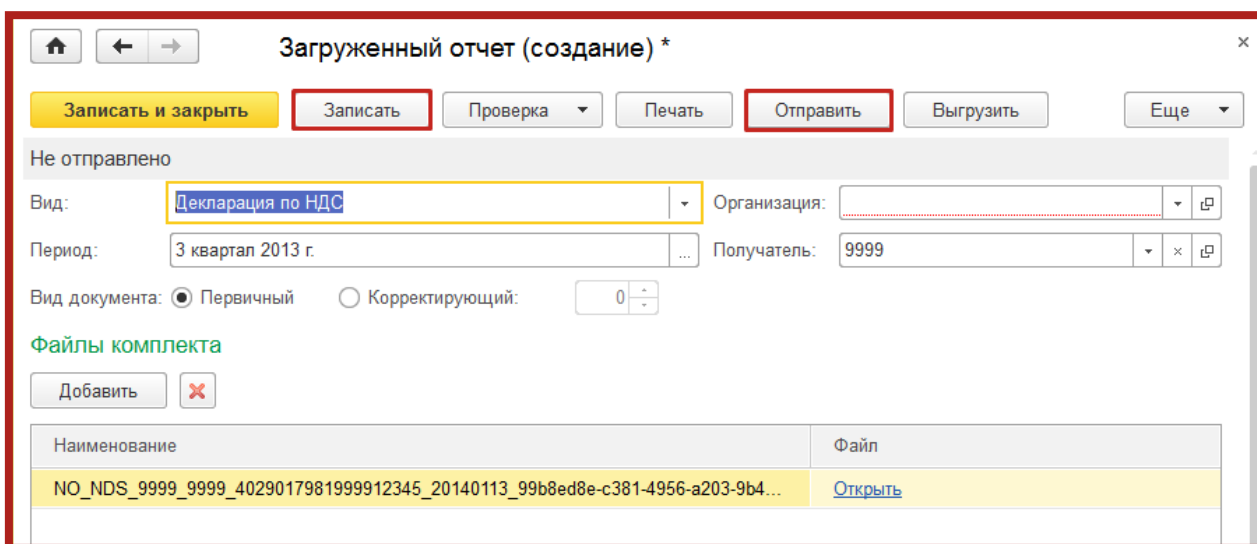 Загруженный отчет (создание) *
Записать и закрыть Записать Проверка Печать Отправить Выгрузить Еще
Не отправлено
Вид: Декларация по НДС Организация:
Период: 3 квартал 2013 г. ... Получатель: 9999
Вид документа: Первичный Корректирующий: 0
Файлы комплекта
Добавить
Наименование Файл
NO_NDS_9999_9999_4029017981999912345_20140113_99b8ed8e-c381-4956-a203-9b4... Открыть